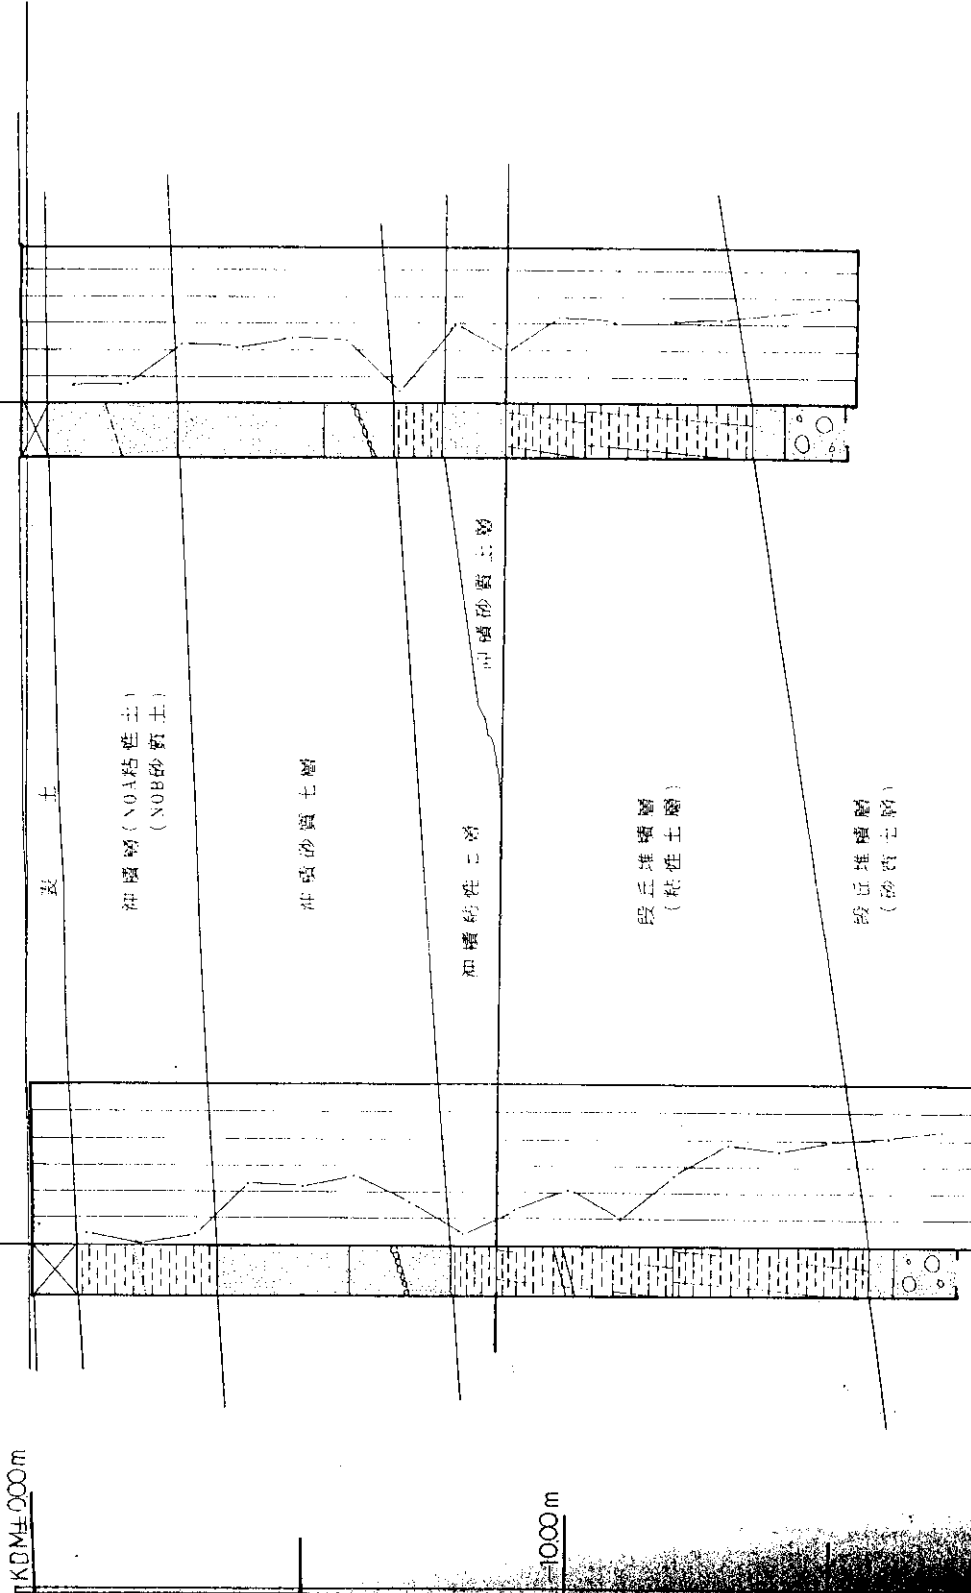 KBM±0.00m
表土
沖積層(NOA粘性土)
(NOB砂質土)
沖積砂質土層
沖積粘性土層
沖積砂質土層
-10.00m
段丘堆積層
(粘性土層)
段丘堆積層
(砂質土層)